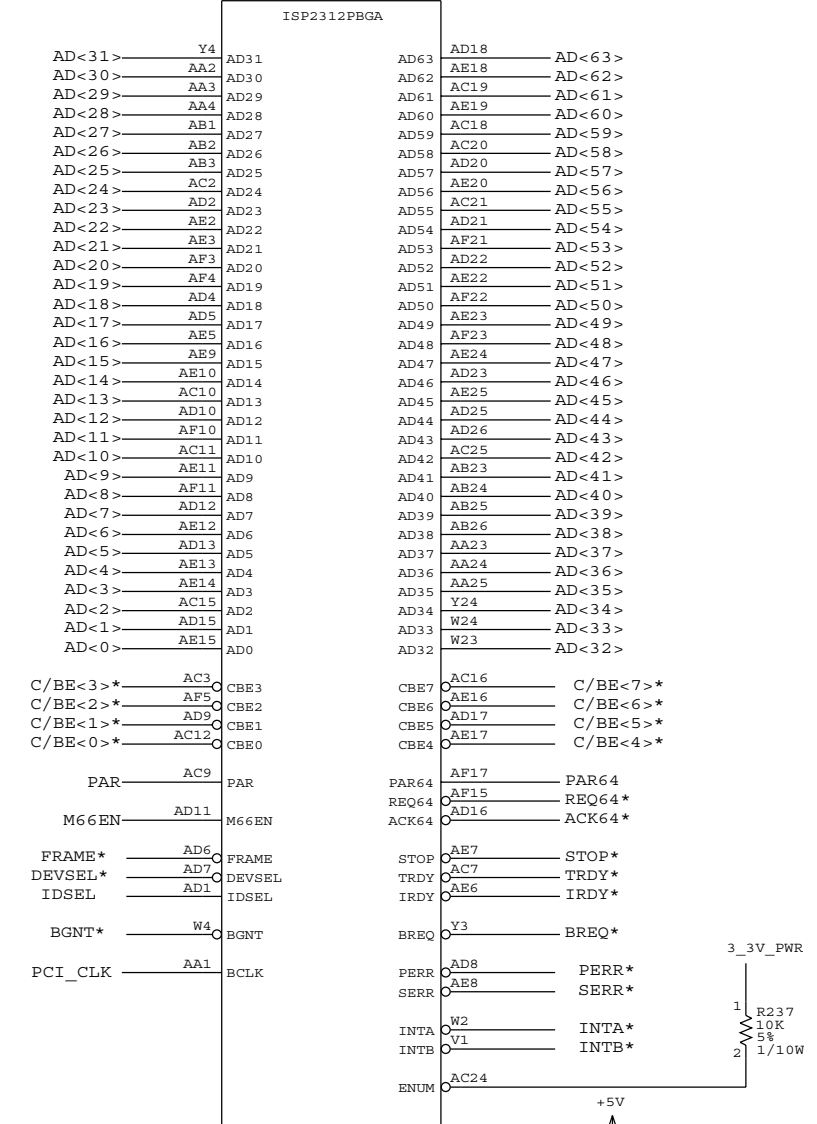 ISP2312PBGA
AD<31> Y4 AD31 AD63 AD18 AD<63>
AD<30> AA2 AD30 AD62 AE18 AD<62>
AD<29> AA3 AD29 AD61 AC19 AD<61>
AD<28> AA4 AD28 AD60 AE19 AD<60>
AD<27> AB1 AD27 AD59 AC18 AD<59>
AD<26> AB2 AD26 AD58 AC20 AD<58>
AD<25> AB3 AD25 AD57 AD20 AD<57>
AD<24> AC2 AD24 AD56 AE20 AD<56>
AD<23> AD2 AD23 AD55 AC21 AD<55>
AD<22> AE2 AD22 AD54 AD21 AD<54>
AD<21> AE3 AD21 AD53 AF21 AD<53>
AD<20> AF3 AD20 AD52 AD22 AD<52>
AD<19> AF4 AD19 AD51 AE22 AD<51>
AD<18> AD4 AD18 AD50 AF22 AD<50>
AD<17> AD5 AD17 AD49 AE23 AD<49>
AD<16> AE5 AD16 AD48 AF23 AD<48>
AD<15> AE9 AD15 AD47 AE24 AD<47>
AD<14> AE10 AD14 AD46 AD23 AD<46>
AD<13> AC10 AD13 AD45 AE25 AD<45>
AD<12> AD10 AD12 AD44 AD25 AD<44>
AD<11> AF10 AD11 AD43 AD26 AD<43>
AD<10> AC11 AD10 AD42 AC25 AD<42>
AD<9> AE11 AD9 AD41 AB23 AD<41>
AD<8> AF11 AD8 AD40 AB24 AD<40>
AD<7> AD12 AD7 AD39 AB25 AD<39>
AD<6> AE12 AD6 AD38 AB26 AD<38>
AD<5> AD13 AD5 AD37 AA23 AD<37>
AD<4> AE13 AD4 AD36 AA24 AD<36>
AD<3> AE14 AD3 AD35 AA25 AD<35>
AD<2> AC15 AD2 AD34 Y24 AD<34>
AD<1> AD15 AD1 AD33 W24 AD<33>
AD<0> AE15 AD0 AD32 W23 AD<32>
C/BE<3>* AC3 CBE3 CBE7 AC16 C/BE<7>*
C/BE<2>* AF5 CBE2 CBE6 AE16 C/BE<6>*
C/BE<1>* AD9 CBE1 CBE5 AD17 C/BE<5>*
C/BE<0>* AC12 CBE0 CBE4 AE17 C/BE<4>*
PAR AC9 PAR PAR64 AF17 PAR64
REQ64 AF15 REQ64*
M66EN AD11 M66EN ACK64 AD16 ACK64*
FRAME* AD6 FRAME STOP AE7 STOP*
DEVSEL* AD7 DEVSEL TRDY AC7 TRDY*
IDSEL AD1 IDSEL IRDY AE6 IRDY*
BGNT* W4 BGNT BREQ Y3 BREQ*
3_3V_PWR
PCI_CLK AA1 BCLK PERR AD8 PERR*
SERR AE8 SERR*
1 R237
10K
5%
2 1/10W
INTA W2 INTA*
INTB V1 INTB*
ENUM AC24
+5V